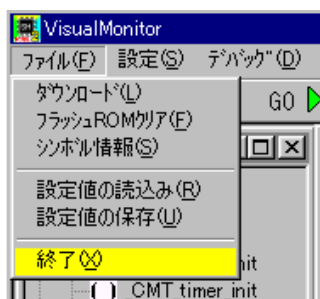 VisualMonitor
ﾌｧｲﾙ(F) 設定(S) ﾃﾞﾊﾞｯｸﾞ(D)
ﾀﾞｳﾝﾛｰﾄﾞ(L)
GO
ﾌﾗｯｼｭROMｸﾘｱ(F)
ｼﾝﾎﾞﾙ情報(S)
設定値の読込み(R)
設定値の保存(U)
終了(X)
init
CMT timer init